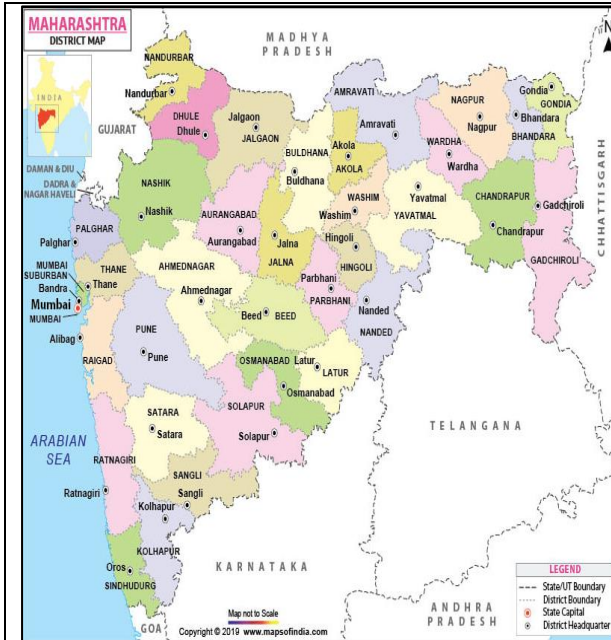 MAHARASHTRA
DISTRICT MAP
INDIA
MADHYA
PRADESH
N
NANDURBAR
Nandurbar
DHULE
Dhule
Jalgaon
JALGAON
GUJARAT
AMRAVATI
Amravati
NAGPUR
Nagpur
Gondia
GONDIA
Bhandara
BHANDARA
BULDHANA
Buldhana
Akola
AKOLA
WARDHA
Wardha
CHHATTISGARH
DAMAN & DIU
DADRA &
NAGAR HAVELI
NASHIK
Nashik
AURANGABAD
Aurangabad
WASHIM
Washim
Yavatmal
YAVATMAL
CHANDRAPUR
Chandrapur
Gadchiroli
GADCHIROLI
PALGHAR
Palghar
Jalna
JALNA
Hingoli
HINGOLI
MUMBAI
SUBURBAN
Bandra
Mumbai
MUMBAI
THANE
Thane
AHMEDNAGAR
Ahmednagar
Parbhani
PARBHANI
Beed
BEED
Nanded
NANDED
Alibag
RAIGAD
PUNE
Pune
OSMANABAD
Osmanabad
Latur
LATUR
SATARA
Satara
SOLAPUR
Solapur
TELANGANA
ARABIAN
SEA
RATNAGIRI
Ratnagiri
SANGLI
Sangli
Kolhapur
KOLHAPUR
Oros
SINDHUDURG
KARNATAKA
GOA
ANDHRA
PRADESH
LEGEND
State/UT Boundary
District Boundary
State Capital
District Headquarter
Map not to Scale
Copyright © 2019 www.mapsofindia.com